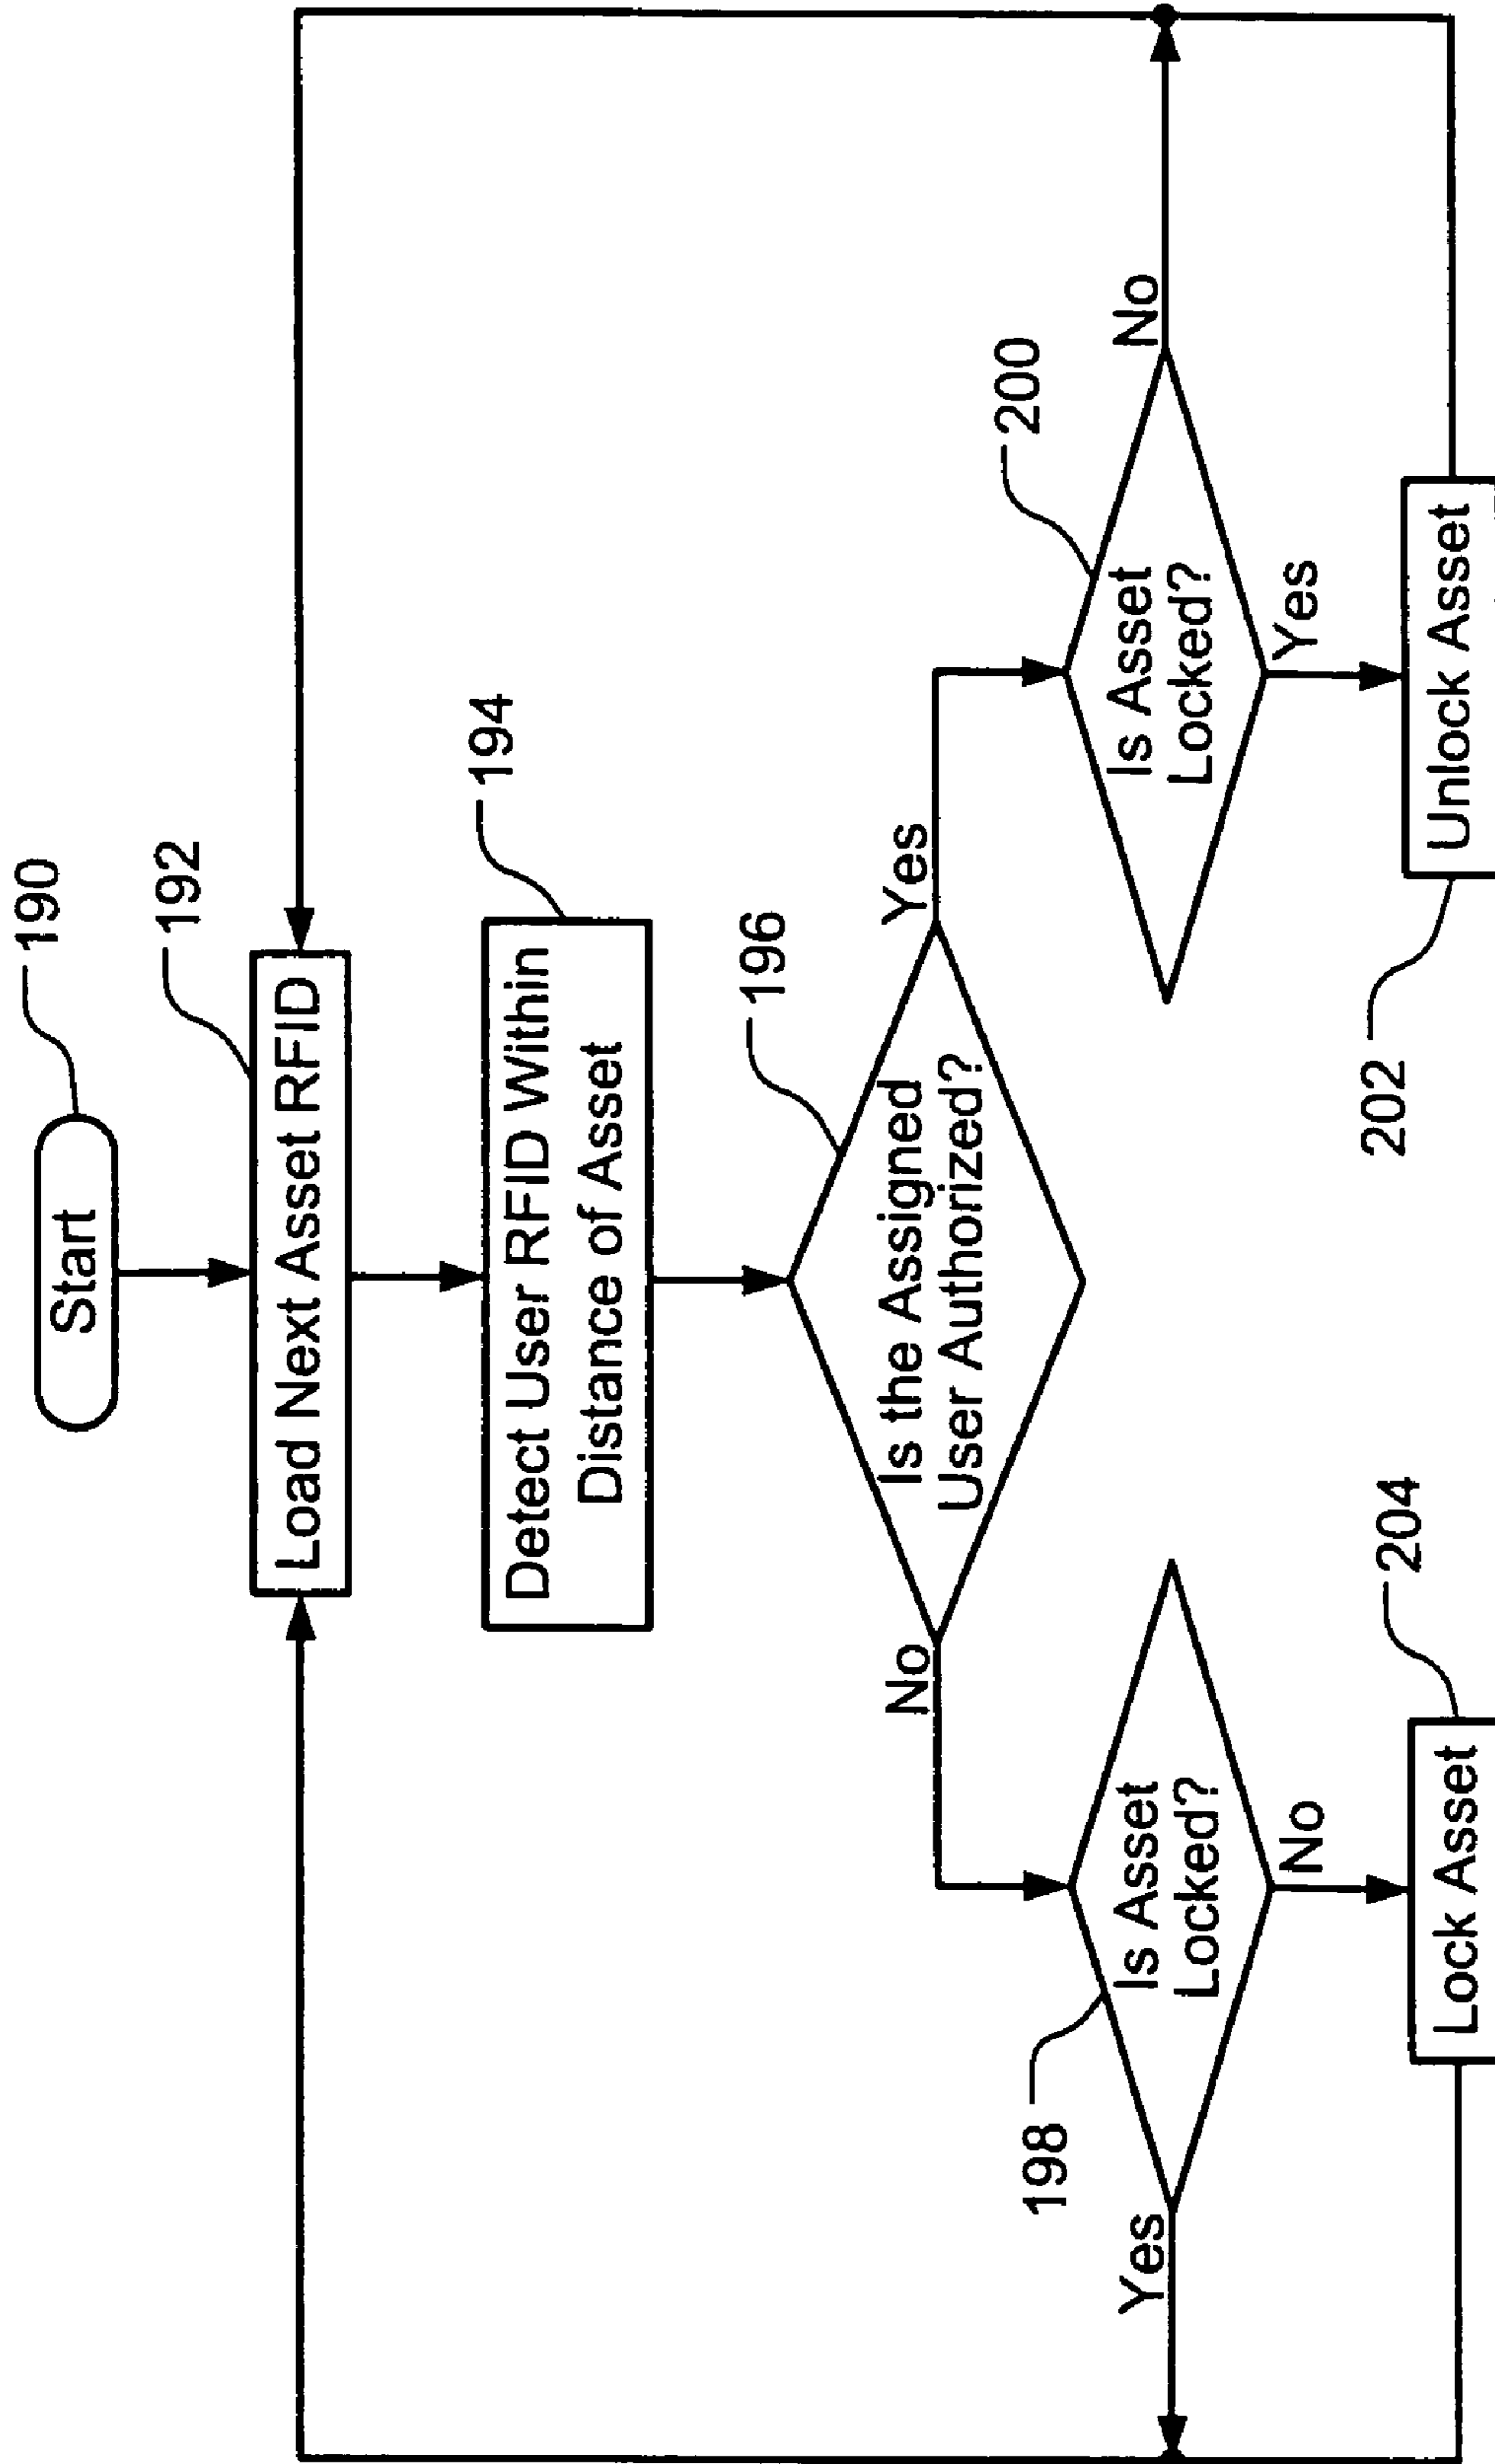 Start
190
Load Next Asset RFID
192
Detect User RFID Within
Distance of Asset
194
Is the Assigned
User Authorized?
196
No
Yes
Is Asset
Locked?
198
Yes
No
Is Asset
Locked?
200
No
Yes
Lock Asset
204
Unlock Asset
202